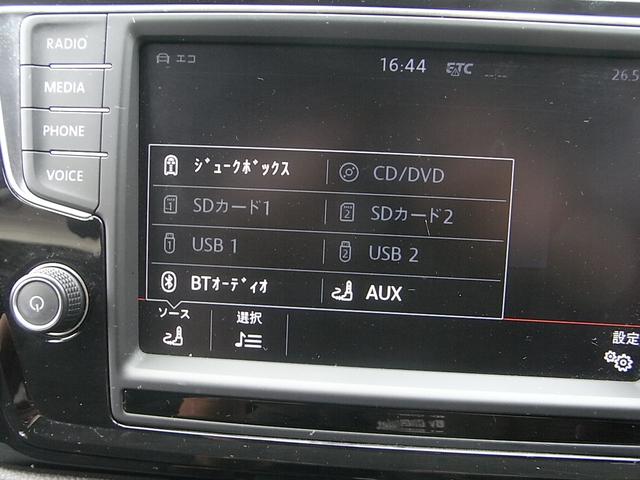 RADIO
MEDIA
PHONE
VOICE
エコ 16:44 ETC --.-- 26.5
ジュークボックス CD/DVD
SDカード1 SDカード2
USB 1 USB 2
BTオーディオ AUX
ソース 選択 設定